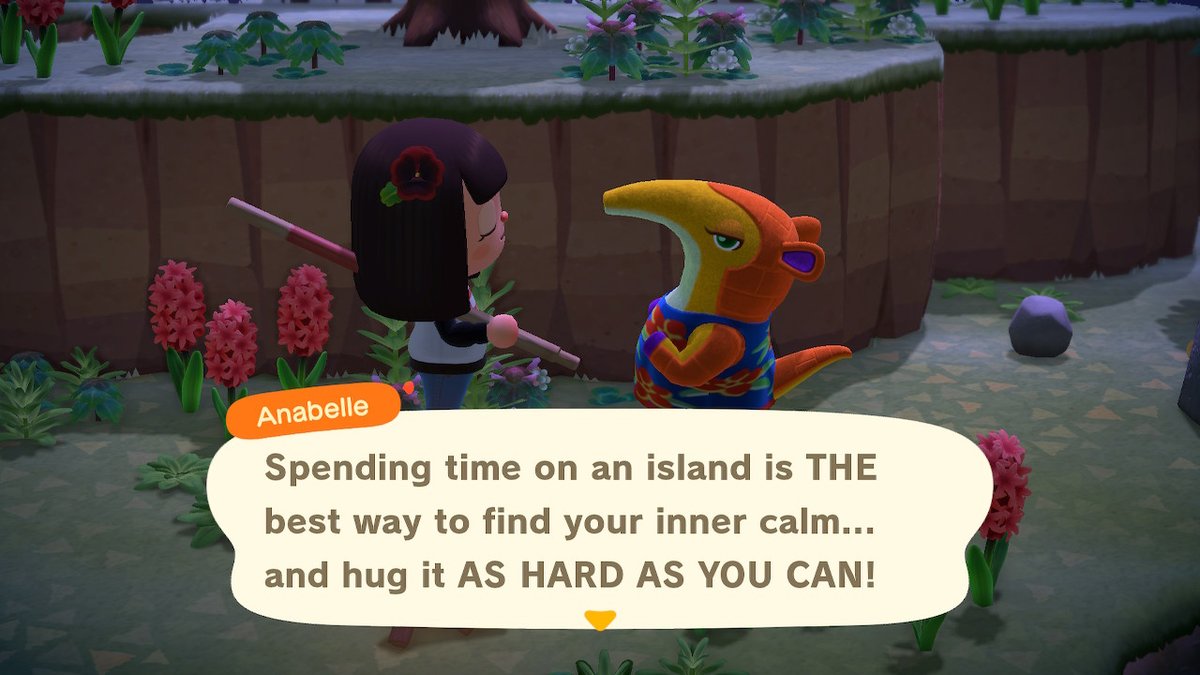 Anabelle
Spending time on an island is THE
best way to find your inner calm...
and hug it AS HARD AS YOU CAN!